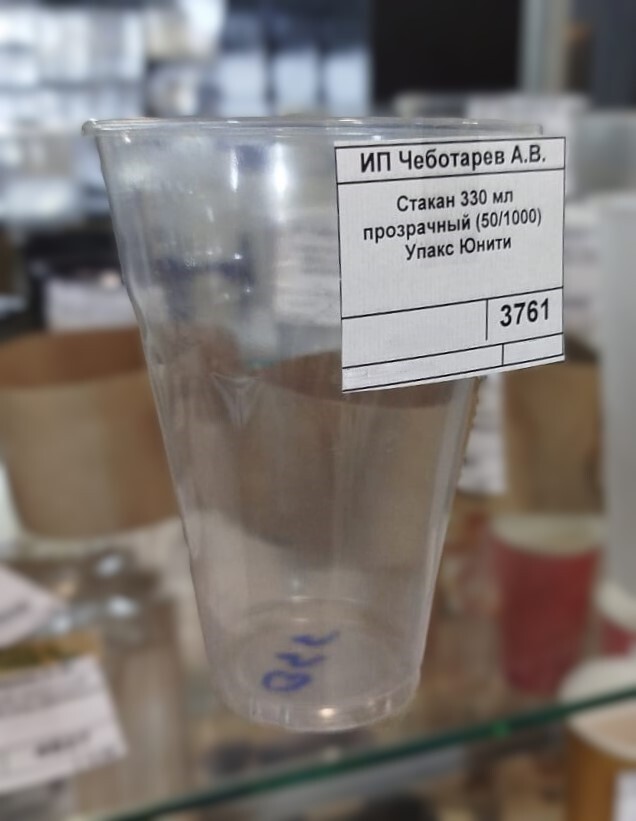 ИП Чеботарев А.В.
Стакан 330 мл
прозрачный (50/1000)
Упакс Юнити
3761